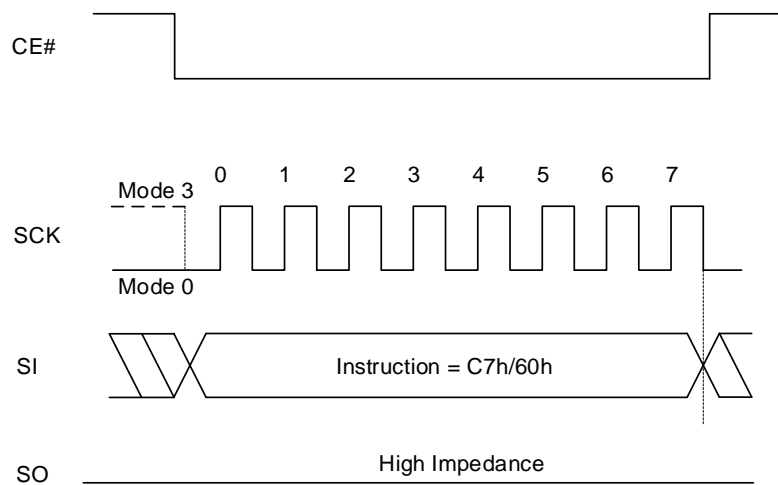 CE#
0 1 2 3 4 5 6 7
Mode 3
SCK
Mode 0
SI
Instruction = C7h/60h
High Impedance
SO